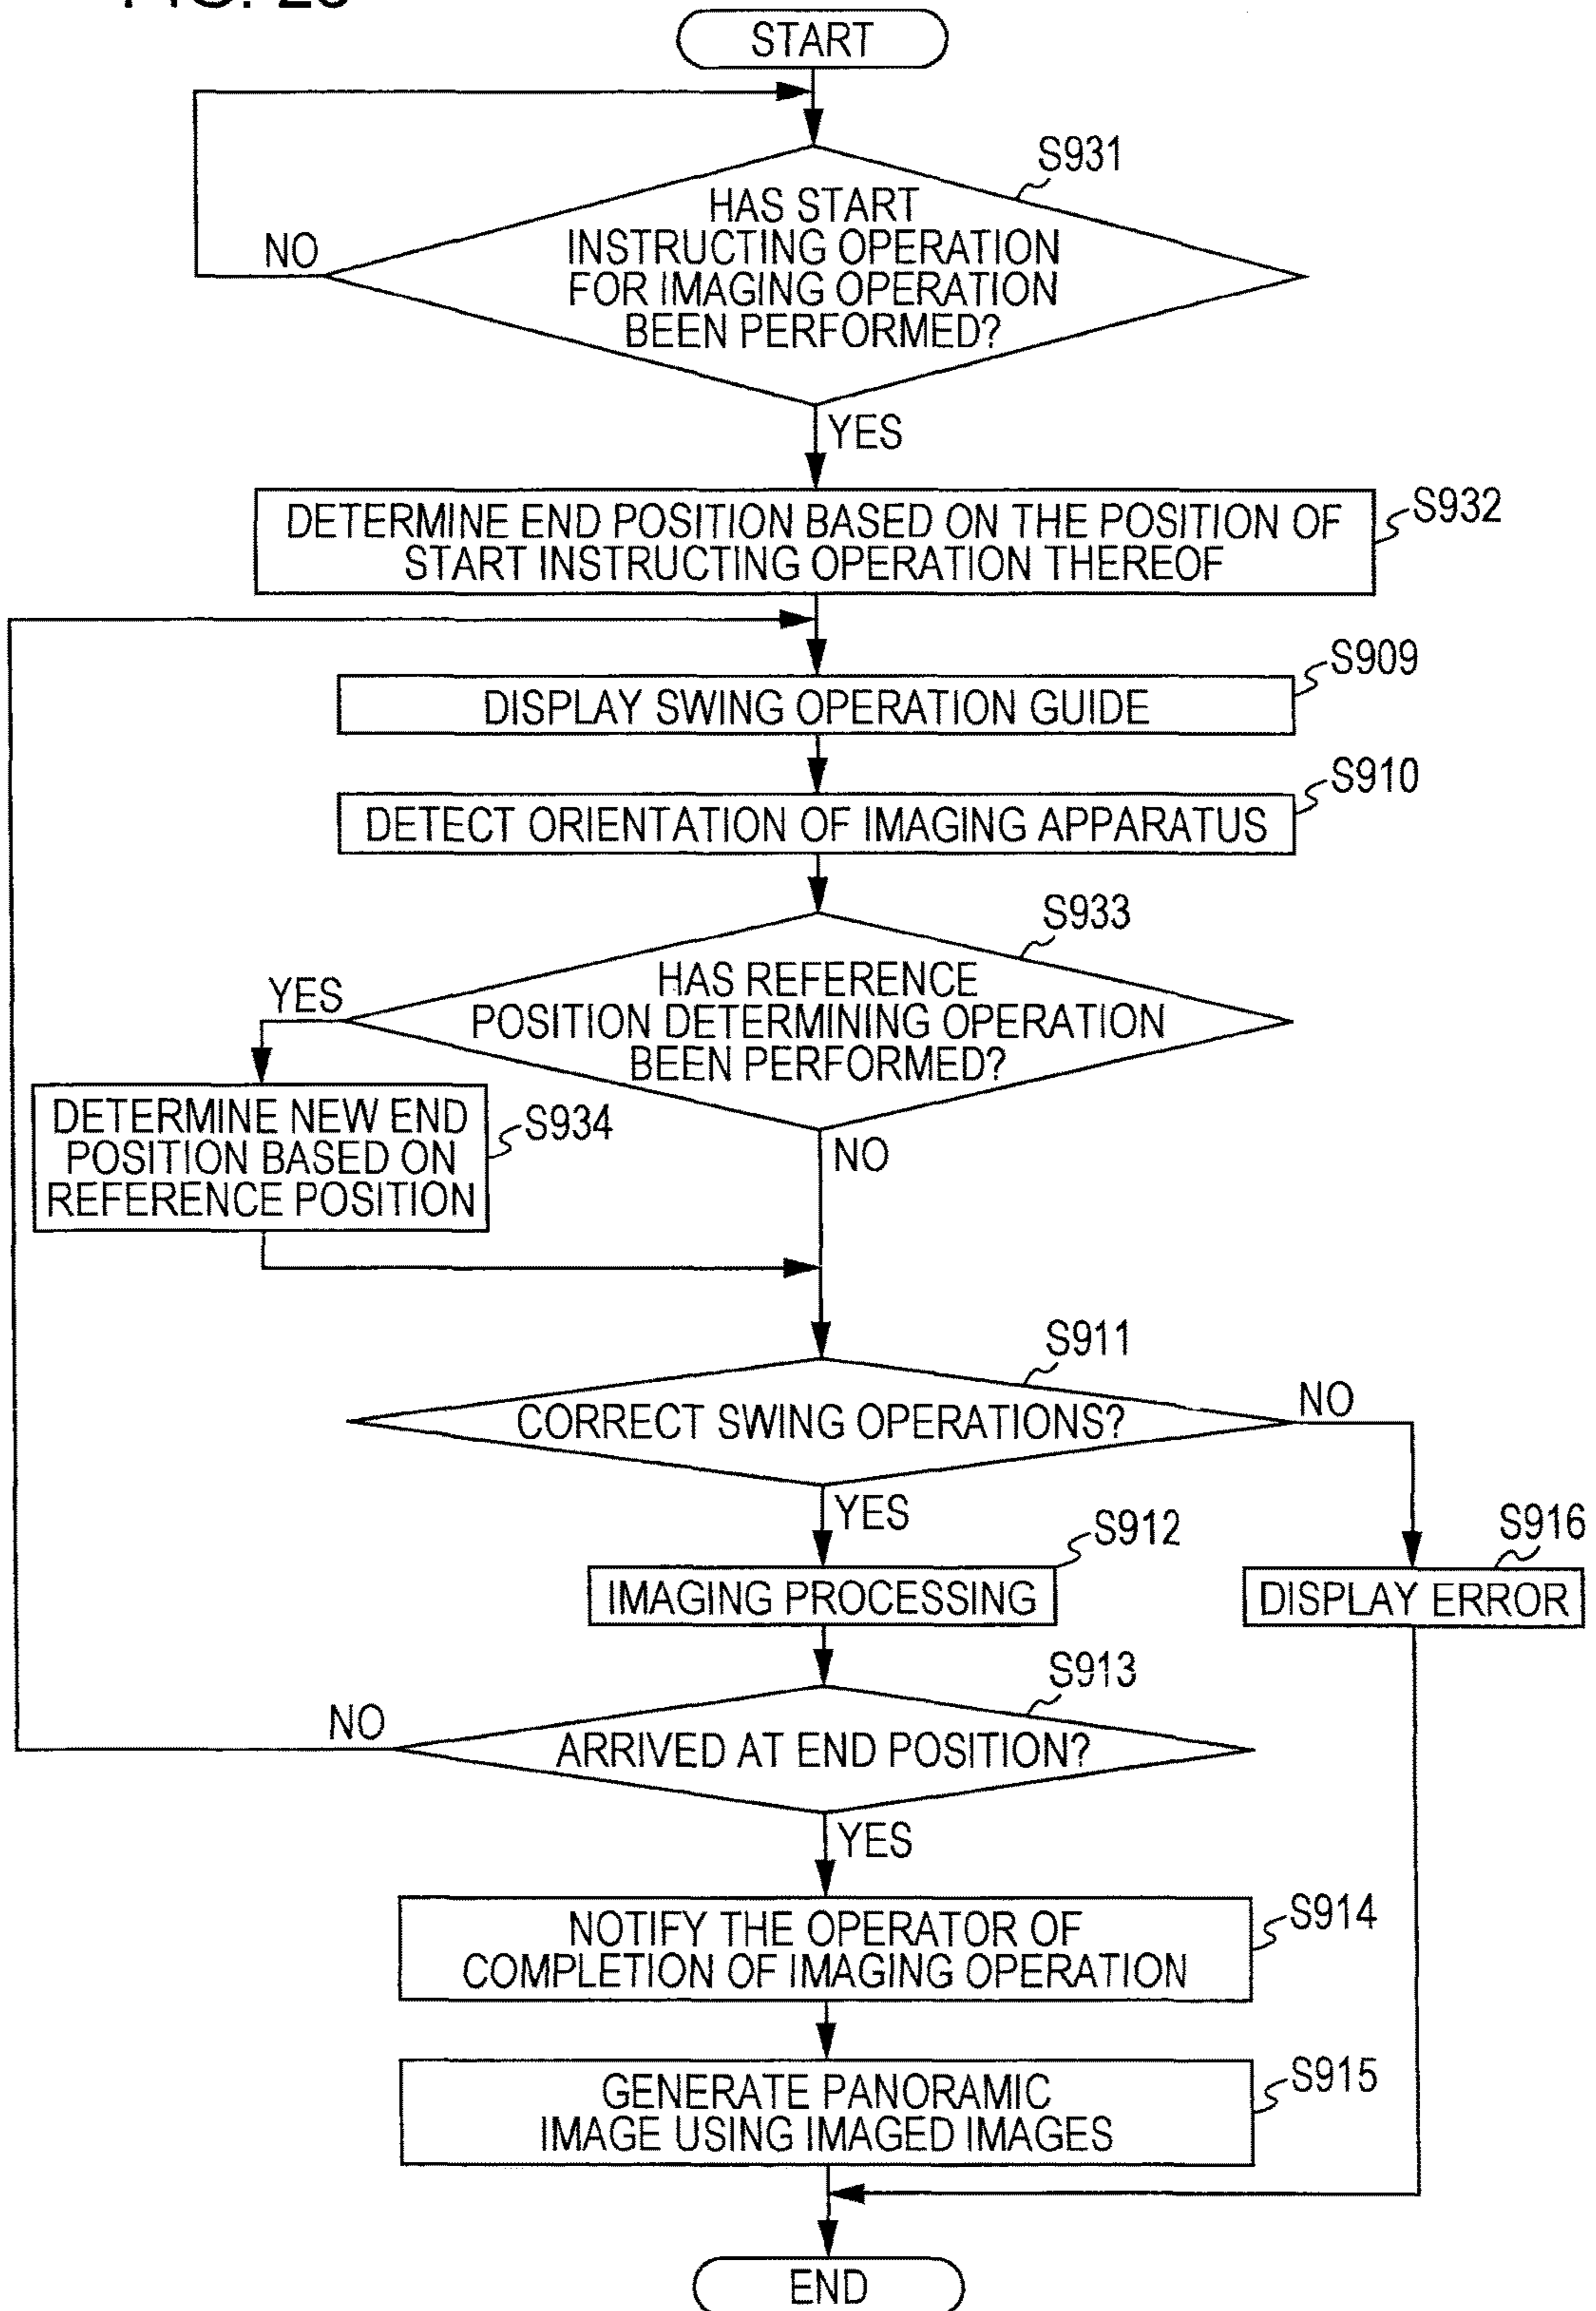 START
S931
HAS START
INSTRUCTING OPERATION
FOR IMAGING OPERATION
BEEN PERFORMED?
NO
YES
S932
DETERMINE END POSITION BASED ON THE POSITION OF
START INSTRUCTING OPERATION THEREOF
S909
DISPLAY SWING OPERATION GUIDE
S910
DETECT ORIENTATION OF IMAGING APPARATUS
S933
HAS REFERENCE
POSITION DETERMINING OPERATION
BEEN PERFORMED?
YES
NO
DETERMINE NEW END
POSITION BASED ON
REFERENCE POSITION
S934
S911
CORRECT SWING OPERATIONS?
NO
YES
S912
IMAGING PROCESSING
S916
DISPLAY ERROR
S913
ARRIVED AT END POSITION?
NO
YES
S914
NOTIFY THE OPERATOR OF
COMPLETION OF IMAGING OPERATION
S915
GENERATE PANORAMIC
IMAGE USING IMAGED IMAGES
END